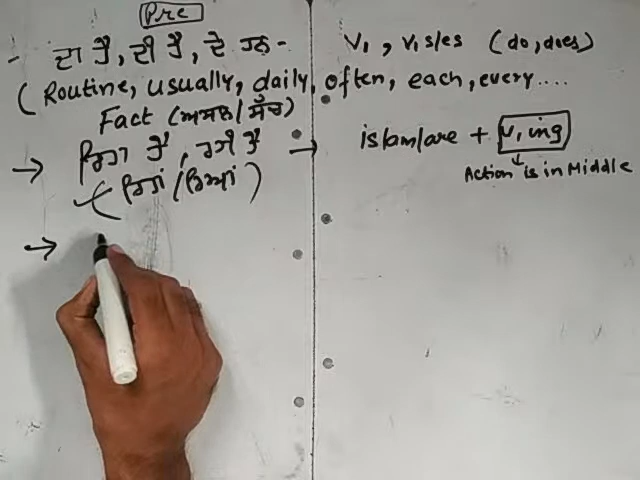 Pre
- ਦਾ ਹੈ, ਦੀ ਹੈ, ਦੇ ਹਨ - V₁, V₁ s/es (do, does)
(Routine, usually, daily, often, each, every....
Fact (ਅਸਲ/ਸੱਚ)
→ ਰਿਹਾ ਹੈ, ਰਹੀ ਹੈ → is/am/are + V₁ ing
( /ਰਿਆਂ) Action ↓ is in Middle
→